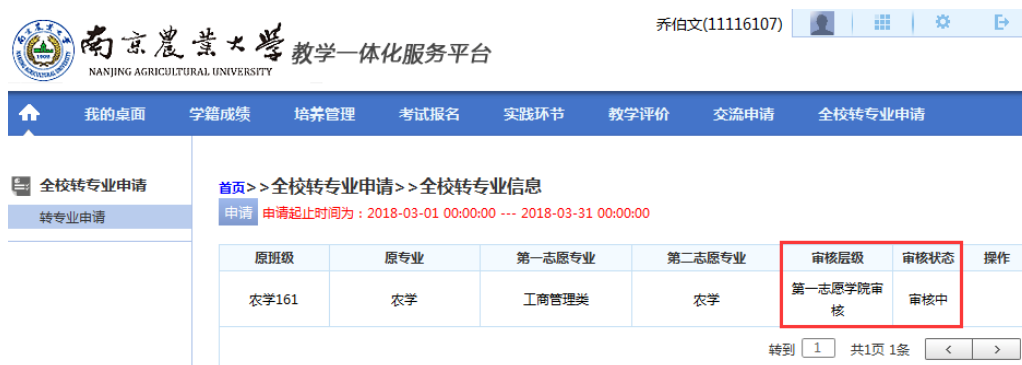 乔伯文(11116107)
南京農業大學 教学一体化服务平台
NANJING AGRICULTURAL UNIVERSITY
我的桌面 学籍成绩 培养管理 考试报名 实践环节 教学评价 交流申请 全校转专业申请
全校转专业申请
转专业申请
首页>>全校转专业申请>>全校转专业信息
申请 申请起止时间为：2018-03-01 00:00:00 --- 2018-03-31 00:00:00
原班级 原专业 第一志愿专业 第二志愿专业 审核层级 审核状态 操作
农学161 农学 工商管理类 农学 第一志愿学院审核 审核中
转到 1 共1页 1条 < >